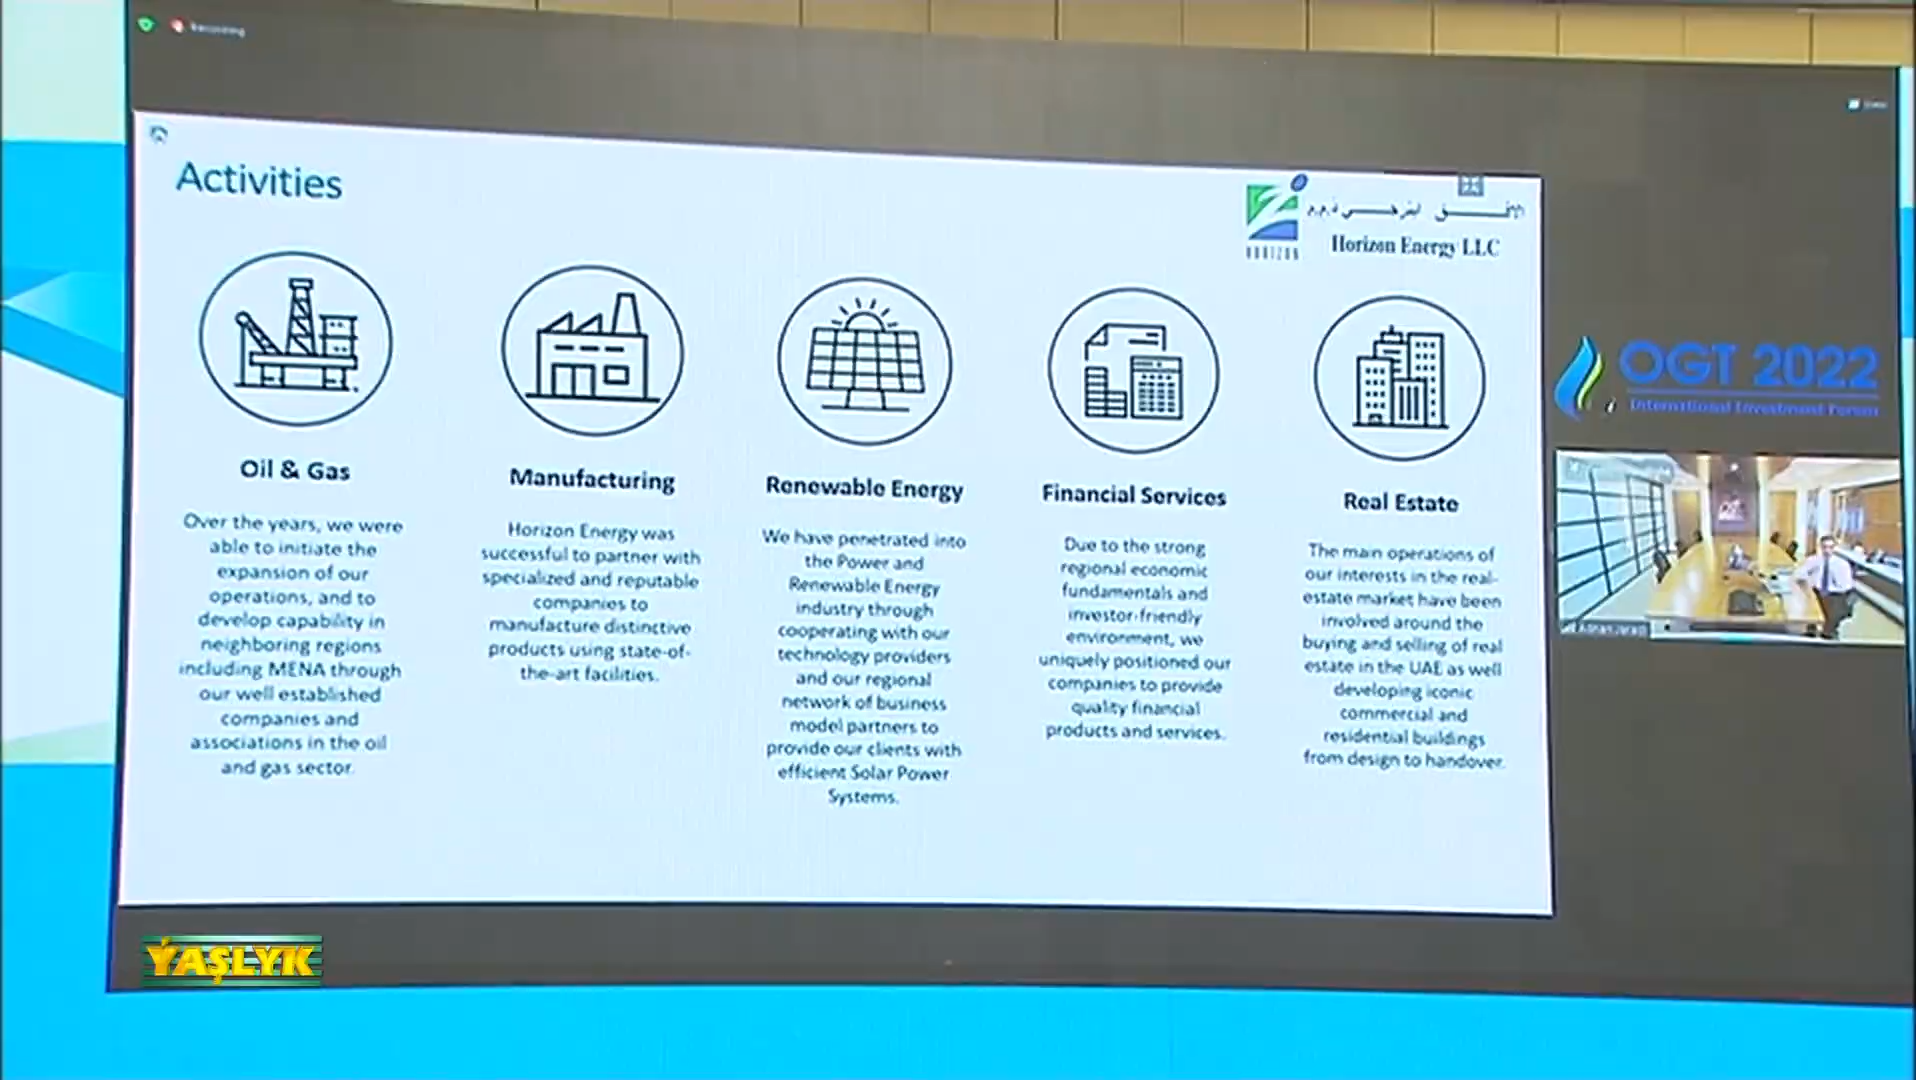 Recording
Activities
الافق انرجي ذ.م.م
HORIZON
Horizon Energy LLC
OGT 2022
International Investment Forum
Oil & Gas
Over the years, we were
able to initiate the
expansion of our
operations, and to
develop capability in
neighboring regions
including MENA through
our well established
companies and
associations in the oil
and gas sector.
Manufacturing
Horizon Energy was
successful to partner with
specialized and reputable
companies to
manufacture distinctive
products using state-of-
the-art facilities.
Renewable Energy
We have penetrated into
the Power and
Renewable Energy
industry through
cooperating with our
technology providers
and our regional
network of business
model partners to
provide our clients with
efficient Solar Power
Systems.
Financial Services
Due to the strong
regional economic
fundamentals and
investor-friendly
environment, we
uniquely positioned our
companies to provide
quality financial
products and services.
Real Estate
The main operations of
our interests in the real-
estate market have been
involved around the
buying and selling of real
estate in the UAE as well
developing iconic
commercial and
residential buildings
from design to handover.
ÝAŞLYK